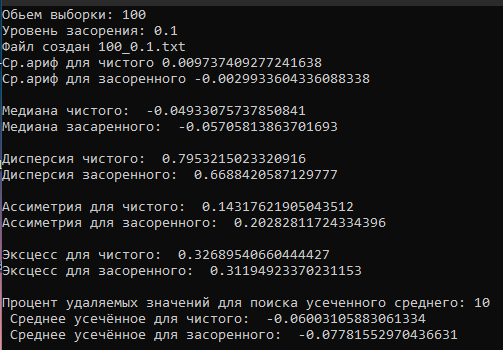 Обьем выборки: 100
Уровень засорения: 0.1
Файл создан 100_0.1.txt
Ср.ариф для чистого 0.009737409277241638
Ср.ариф для засоренного -0.0029933604336088338
Медиана чистого:  -0.04933075737850841
Медиана засаренного:  -0.05705813863701693
Дисперсия чистого:  0.7953215023320916
Дисперсия засоренного:  0.6688420587129777
Ассиметрия для чистого:  0.14317621905043512
Ассиметрия для засоренного:  0.20282811724334396
Эксцесс для чистого:  0.32689540660444427
Эксцесс для засоренного:  0.31194923370231153
Процент удаляемых значений для поиска усеченного среднего: 10
Среднее усечённое для чистого:  -0.06003105883061334
Среднее усечённое для засоренного:  -0.07781552970436631